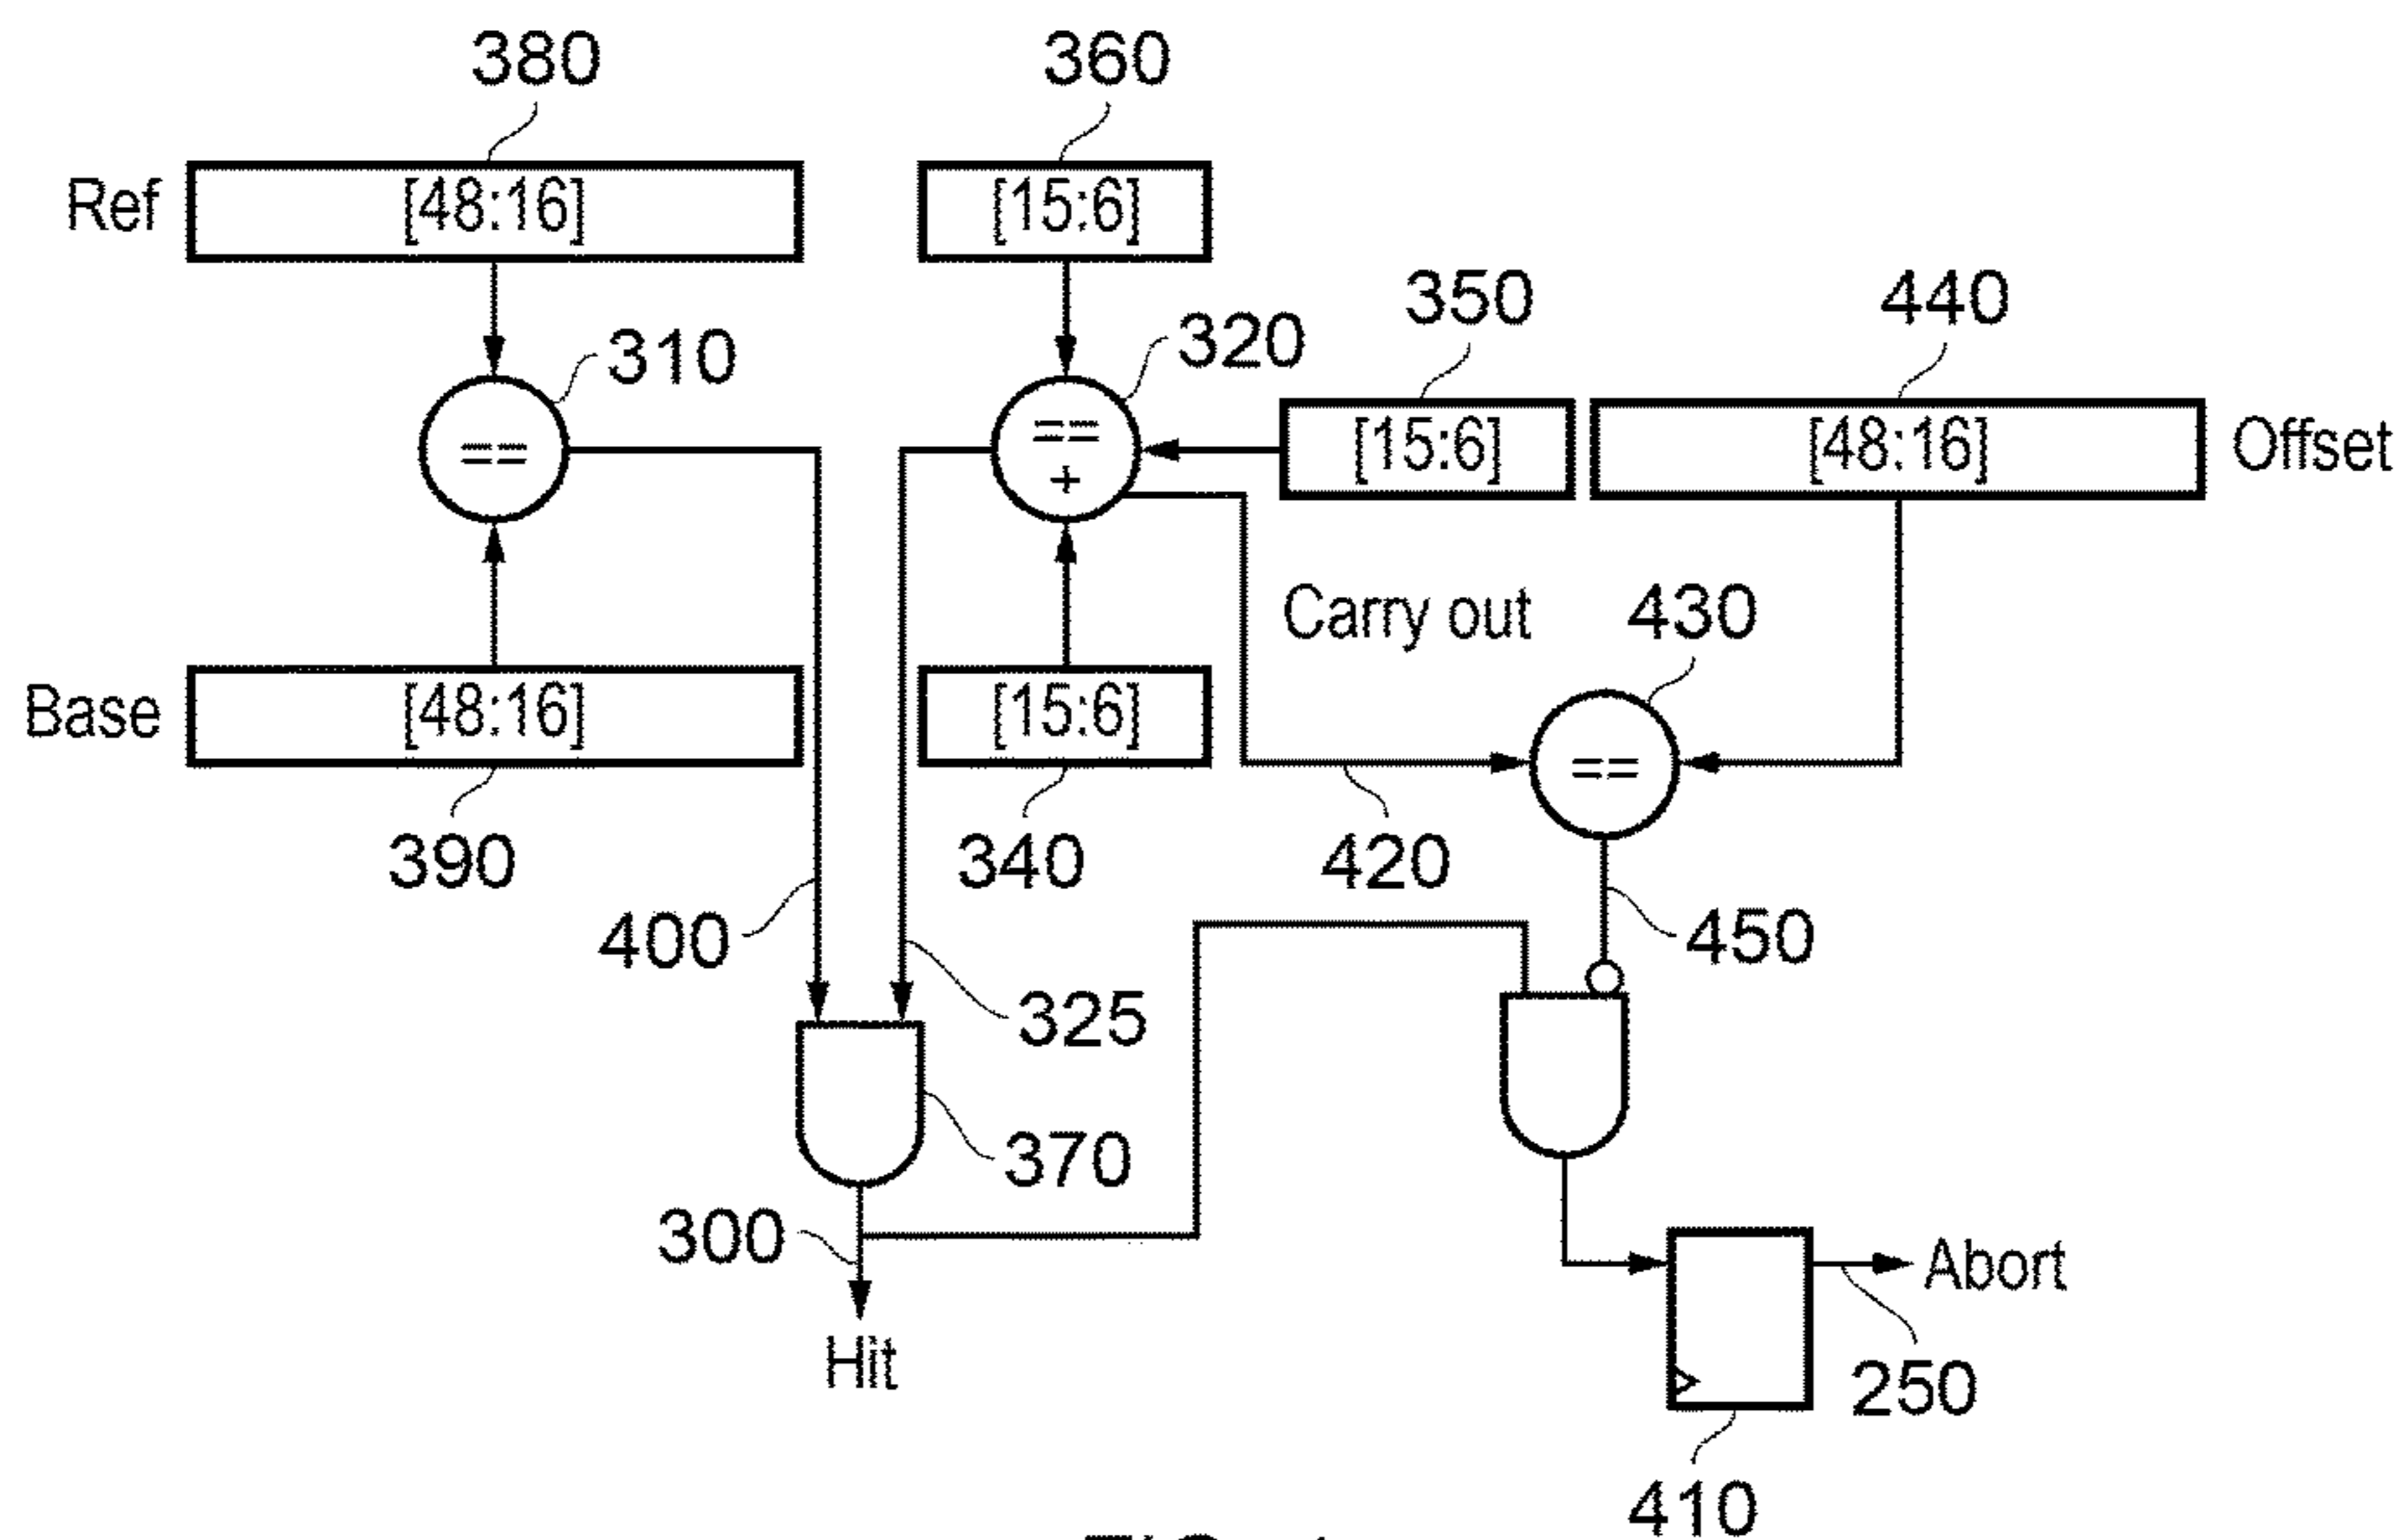 380 360
Ref [48:16] [15:6]
350 440
310 320
== == + [15:6] [48:16] Offset
Carry out 430
Base [48:16] [15:6]
==
390 340 420
400 450
325
370
300
Abort
Hit 250
410